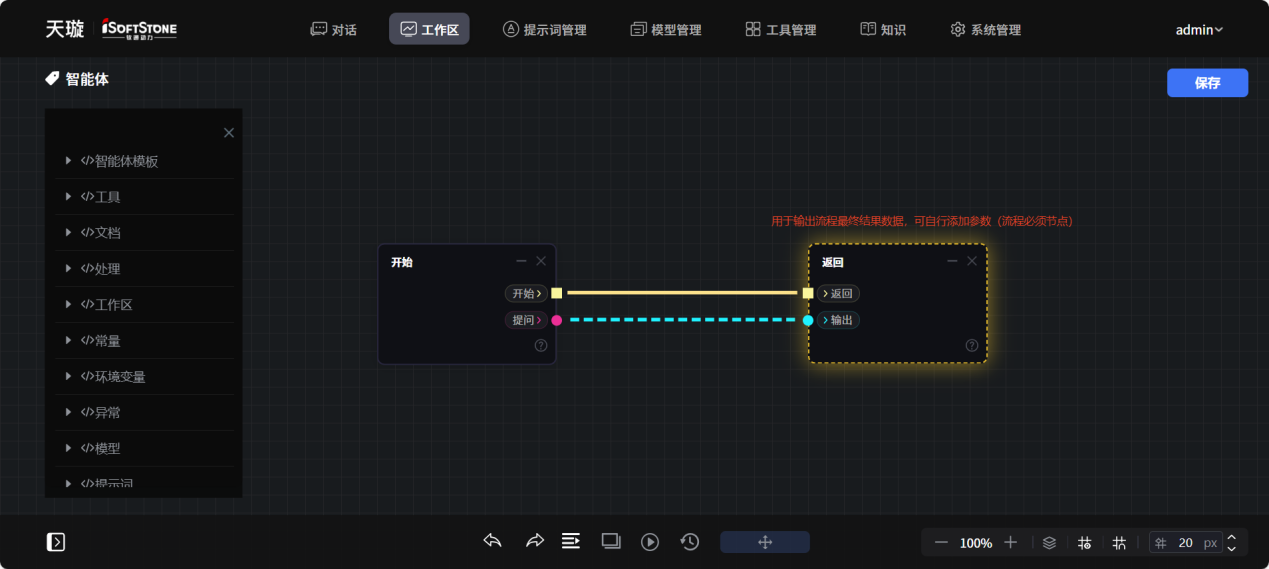 天璇 iSoftStone 软通动力 对话 工作区 提示词管理 模型管理 工具管理 知识 系统管理 admin
智能体
保存
</>智能体模板
</>工具
</>文档
</>处理
</>工作区
</>常量
</>环境变量
</>异常
</>模型
</>提示词
用于输出流程最终结果数据，可自行添加参数（流程必须节点）
开始
开始
提问
返回
返回
输出
100% 20 px